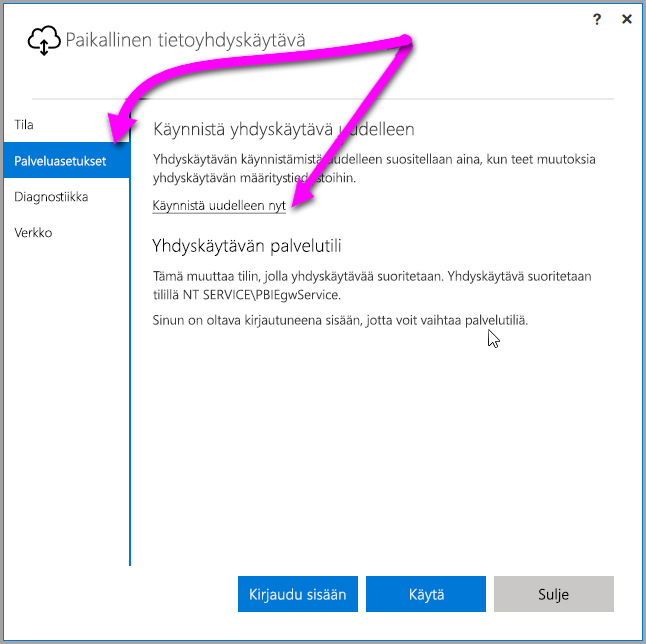 ? ×
Paikallinen tietoyhdyskäytävä
Tila
Palveluasetukset
Diagnostiikka
Verkko
Käynnistä yhdyskäytävä uudelleen
Yhdyskäytävän käynnistämistä uudelleen suositellaan aina, kun teet muutoksia
yhdyskäytävän määritystiedostoihin.
Käynnistä uudelleen nyt
Yhdyskäytävän palvelutili
Tämä muuttaa tilin, jolla yhdyskäytävää suoritetaan. Yhdyskäytävä suoritetaan
tilillä NT SERVICE\PBIEgwService.
Sinun on oltava kirjautuneena sisään, jotta voit vaihtaa palvelutiliä.
Kirjaudu sisään
Käytä
Sulje